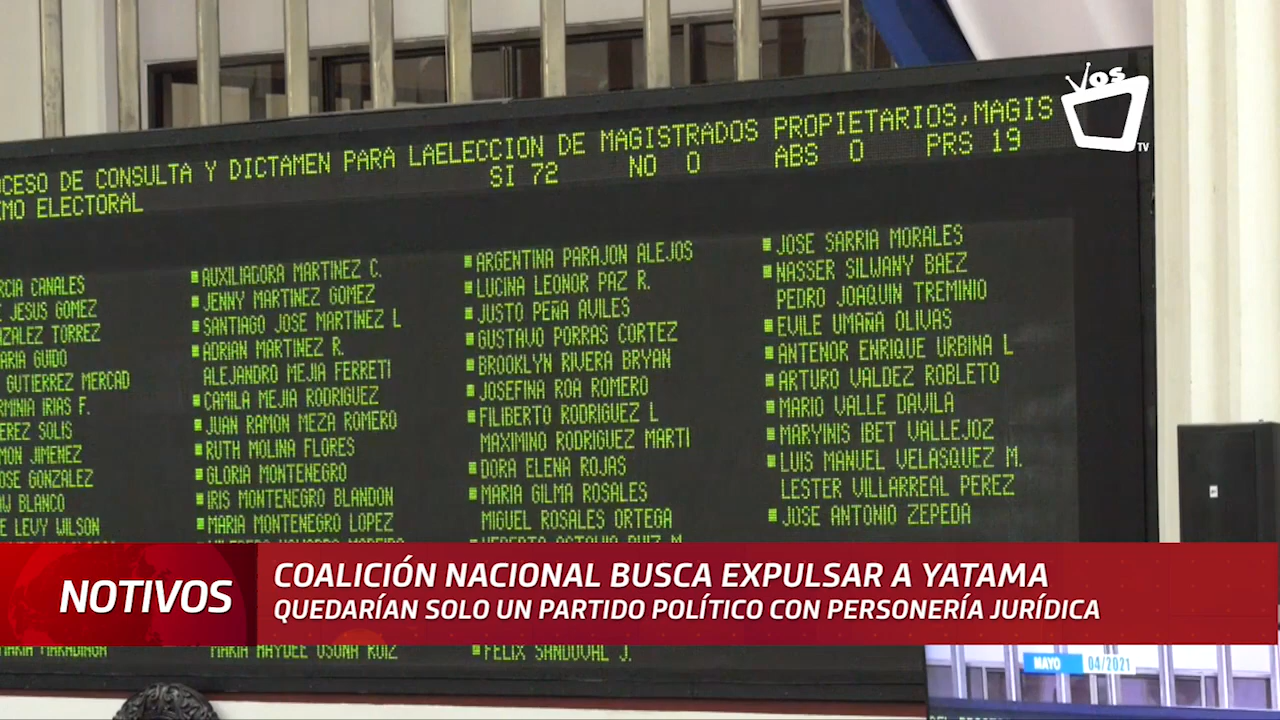 VOS
TV
CESO DE CONSULTA Y DICTAMEN PARA LAELECCION DE MAGISTRADOS PROPIETARIOS,MAGIS
MO ELECTORAL
SI 72 NO 0 ABS 0 PRS 19
CANALES
JESUS GOMEZ
TORREZ
GUIDO
GUTIERREZ MERCAD
IRIAS F.
SOLIS
JIMENEZ
GONZALEZ
BLANCO
LEVY WILSON
AUXILIADORA MARTINEZ C.
JENNY MARTINEZ GOMEZ
SANTIAGO JOSE MARTINEZ L
ADRIAN MARTINEZ R.
ALEJANDRO MEJIA FERRETI
CAMILA MEJIA RODRIGUEZ
JUAN RAMON MEZA ROMERO
RUTH MOLINA FLORES
GLORIA MONTENEGRO
IRIS MONTENEGRO BLANDON
MARIA MONTENEGRO LOPEZ
MARIA HAYDEE OSUNA RUIZ
ARGENTINA PARAJON ALEJOS
LUCINA LEONOR PAZ R.
JUSTO PEÑA AVILES
GUSTAVO PORRAS CORTEZ
BROOKLYN RIVERA BRYAN
JOSEFINA ROA ROMERO
FILIBERTO RODRIGUEZ L
MAXIMINO RODRIGUEZ MARTI
DORA ELENA ROJAS
MARIA GILMA ROSALES
MIGUEL ROSALES ORTEGA
FELIX SANDOVAL J.
JOSE SARRIA MORALES
NASSER SILWANY BAEZ
PEDRO JOAQUIN TREMINIO
EVILE UMAÑA OLIVAS
ANTENOR ENRIQUE URBINA L
ARTURO VALDEZ ROBLETO
MARIO VALLE DAVILA
MARYINIS IBET VALLEJOZ
LUIS MANUEL VELASQUEZ M.
LESTER VILLARREAL PEREZ
JOSE ANTONIO ZEPEDA
NOTIVOS
COALICIÓN NACIONAL BUSCA EXPULSAR A YATAMA
QUEDARÍAN SOLO UN PARTIDO POLÍTICO CON PERSONERÍA JURÍDICA
MAYO 04/2021